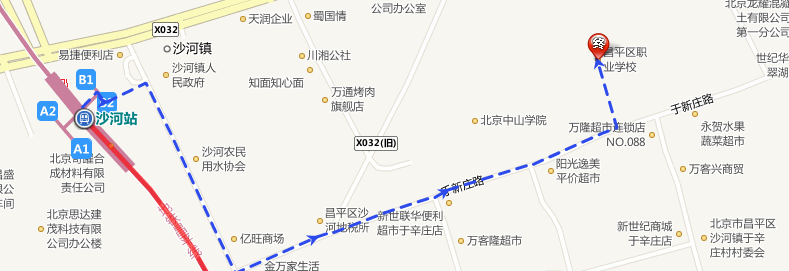 天润企业
蜀国情
公司办公室
北京龙耀混凝
土有限公司
第一分公司
X032
沙河镇
易捷便利店
川湘公社
终
昌平区职
业学校
世纪华
翠湖
沙河镇人
民政府
知面知心面
B1
B2
A2
沙河站
A1
万通烤肉
旗舰店
于新庄路
北京中山学院
万隆超市连锁店
NO.088
永贺水果
蔬菜超市
X032(旧)
北京司雅合
成材料有限
责任公司
沙河农民
用水协会
阳光逸美
平价超市
万客兴商贸
昌盛
限公
车间
于新庄路
北京思达建
茂科技有限
公司办公楼
昌平区沙
河地税所
新世联华便利
超市于辛庄店
新世纪商城
于辛庄店
北京市昌平区
沙河镇于辛
庄村村委会
亿旺商场
万客隆超市
金万家生活